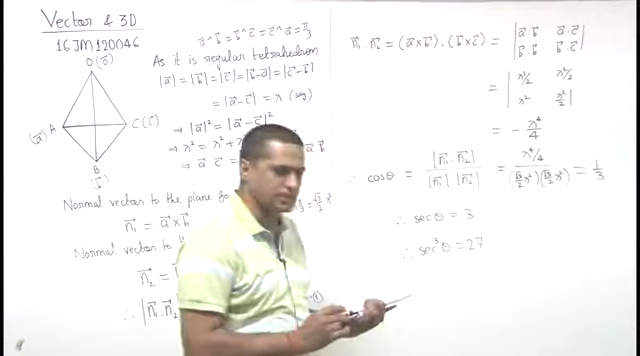 Vector & 3D
16JM120046
O(o⃗)
(a⃗) A
C(c⃗)
B
(b⃗)
a⃗^b⃗ = b⃗^c⃗ = c⃗^a⃗ = π/3
As it is regular tetrahedron
|a⃗| = |b⃗| = |c⃗| = |b⃗-a⃗| = |c⃗-b⃗|
= |a⃗-c⃗| = λ (say)
⇒ |a⃗|² = |a⃗-c⃗|²
⇒ λ² = λ² +
⇒ a⃗ c⃗ =
a⃗ b⃗
Normal vector to the plane
n⃗₁ = a⃗×b⃗
Normal vector to
n⃗₂ =
∴ |n⃗₁.n⃗₂
n⃗₁.n⃗₂ = (a⃗×b⃗).(b⃗×c⃗) = |a⃗.b⃗ a⃗.c⃗|
|b⃗.b⃗ b⃗.c⃗|
= |λ²/2 λ²/2|
|λ² λ²/2|
= -λ⁴/4
∴ cosθ = |n⃗₁.n⃗₂| / |n⃗₁| |n⃗₂| = (λ⁴/4) / (√3/2 λ²)(√3/2 λ²) = 1/3
∴ secθ = 3
∴ sec³θ = 27